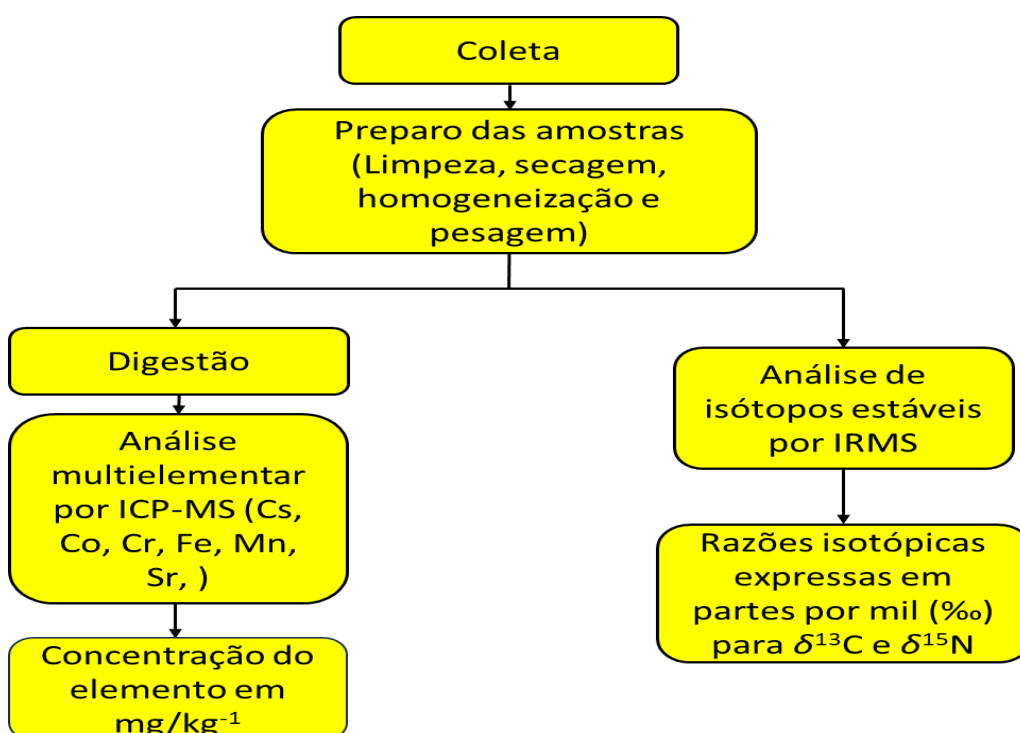 Coleta
Preparo das amostras
(Limpeza, secagem,
homogeneização e
pesagem)
Digestão
Análise
multielementar
por ICP-MS (Cs,
Co, Cr, Fe, Mn,
Sr, )
Concentração do
elemento em
mg/kg⁻¹
Análise de
isótopos estáveis
por IRMS
Razões isotópicas
expressas em
partes por mil (‰)
para δ¹³C e δ¹⁵N